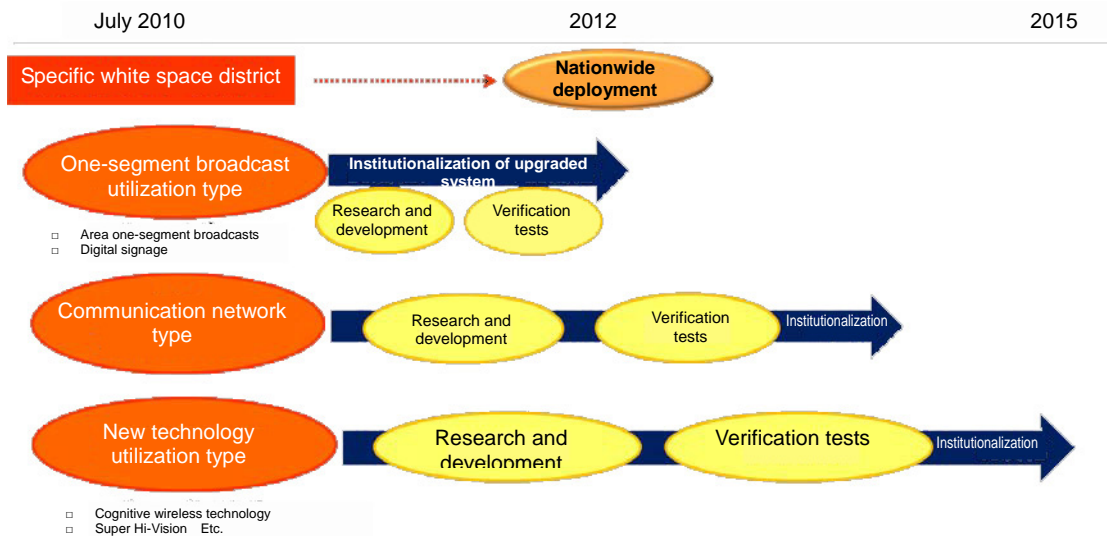 July 2010
2012
2015
Specific white space district
Nationwide
deployment
One-segment broadcast
utilization type
Institutionalization of upgraded
system
Research and
development
Verification
tests
□ Area one-segment broadcasts
□ Digital signage
Communication network
type
Research and
development
Verification
tests
Institutionalization
New technology
utilization type
Research and
development
Verification tests
Institutionalization
□ Cognitive wireless technology
□ Super Hi-Vision Etc.